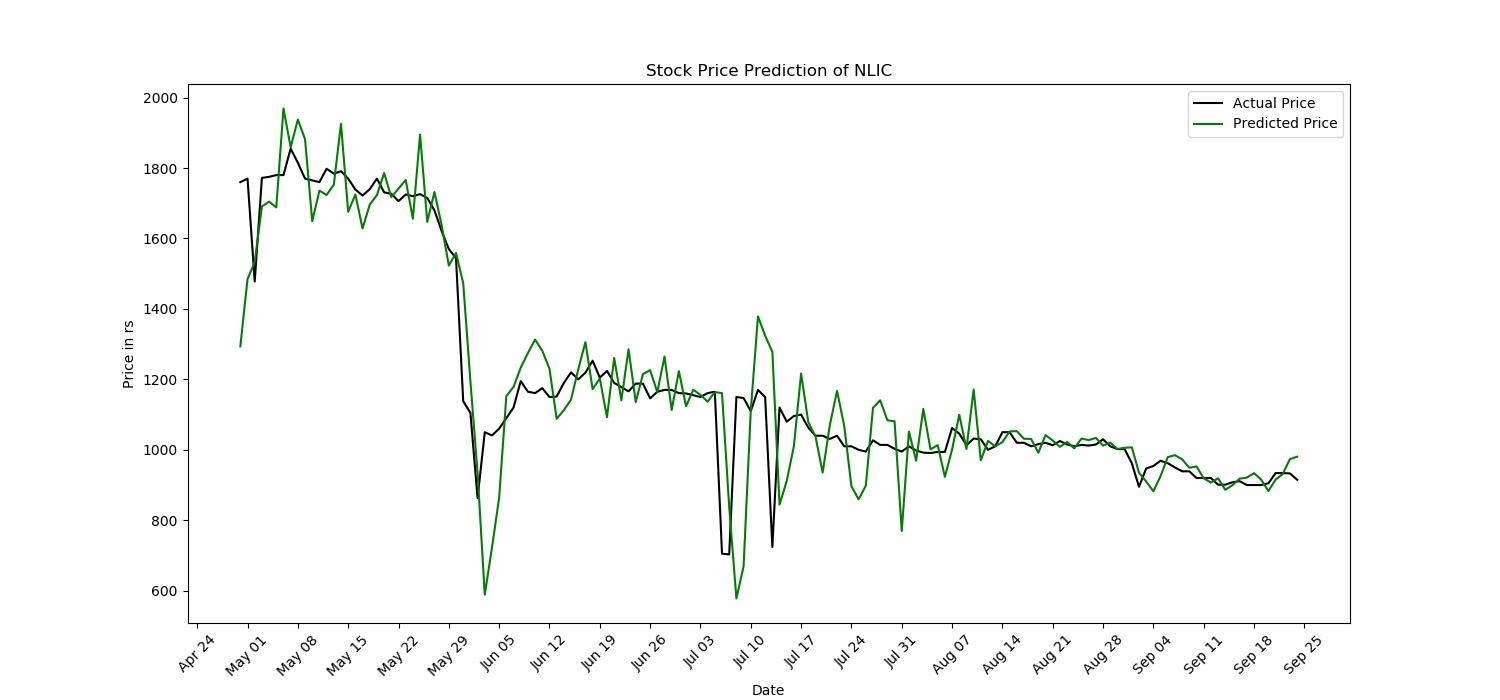 Stock Price Prediction of NLIC
Actual Price
Predicted Price
Price in rs
2000
1800
1600
1400
1200
1000
800
600
Apr 24
May 01
May 08
May 15
May 22
May 29
Jun 05
Jun 12
Jun 19
Jun 26
Jul 03
Jul 10
Jul 17
Jul 24
Jul 31
Aug 07
Aug 14
Aug 21
Aug 28
Sep 04
Sep 11
Sep 18
Sep 25
Date